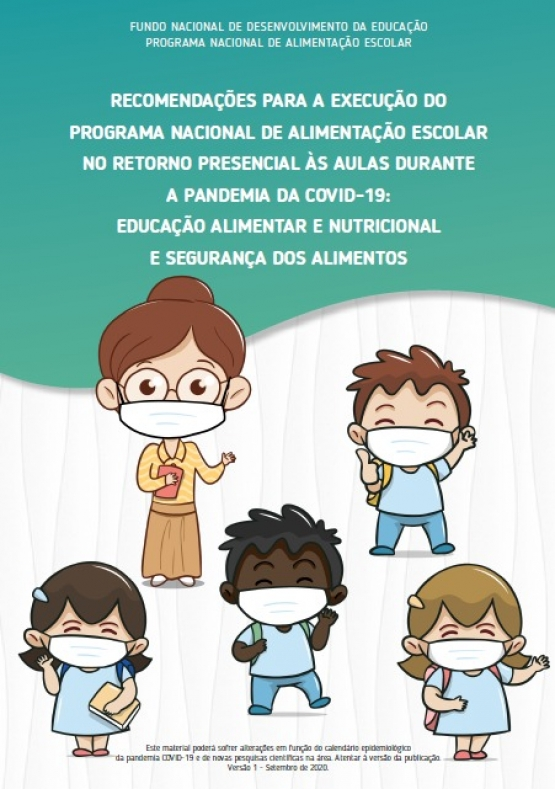 FUNDO NACIONAL DE DESENVOLVIMENTO DA EDUCAÇÃO
PROGRAMA NACIONAL DE ALIMENTAÇÃO ESCOLAR
RECOMENDAÇÕES PARA A EXECUÇÃO DO
PROGRAMA NACIONAL DE ALIMENTAÇÃO ESCOLAR
NO RETORNO PRESENCIAL ÀS AULAS DURANTE
A PANDEMIA DA COVID-19:
EDUCAÇÃO ALIMENTAR E NUTRICIONAL
E SEGURANÇA DOS ALIMENTOS
Este material poderá sofrer alterações em função do calendário epidemiológico
da pandemia COVID-19 e de novas pesquisas científicas na área. Atentar à versão da publicação.
Versão 1 - Setembro de 2020.